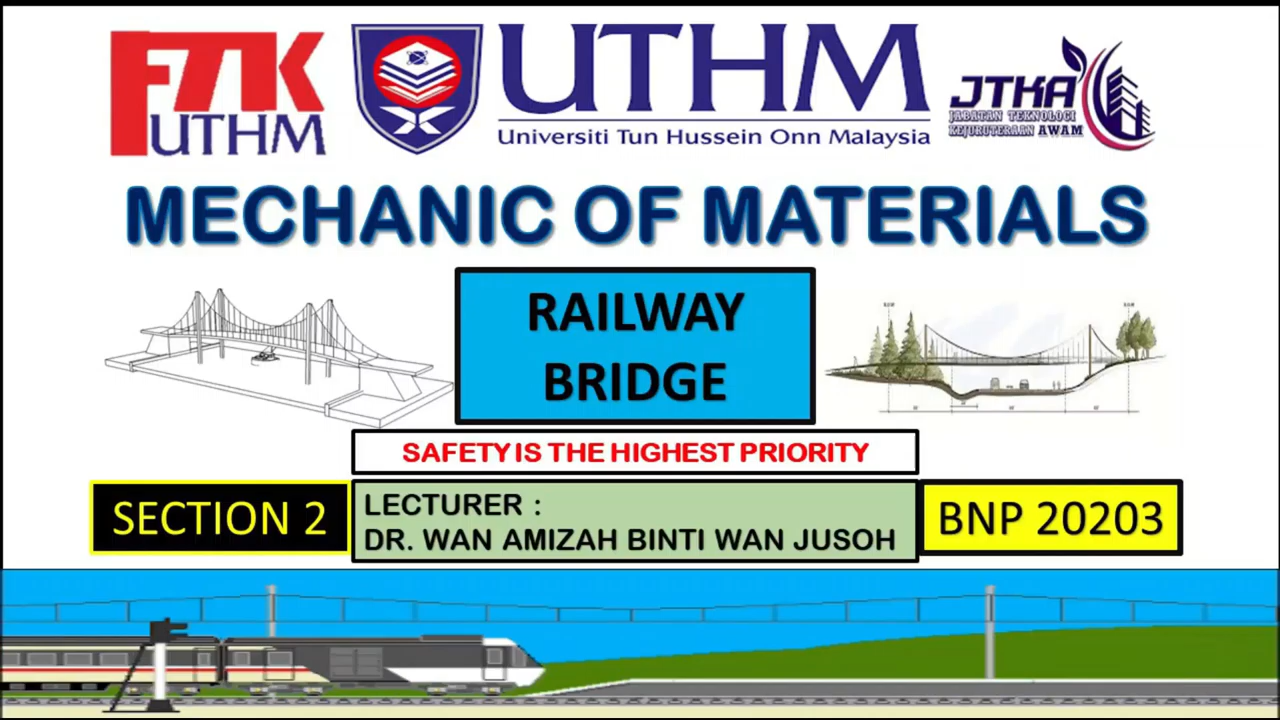 FTK
UTHM
UTHM
Universiti Tun Hussein Onn Malaysia
JTKA
JABATAN TEKNOLOGI
KEJURUTERAAN AWAM
MECHANIC OF MATERIALS
RAILWAY
BRIDGE
SAFETY IS THE HIGHEST PRIORITY
SECTION 2
LECTURER :
DR. WAN AMIZAH BINTI WAN JUSOH
BNP 20203